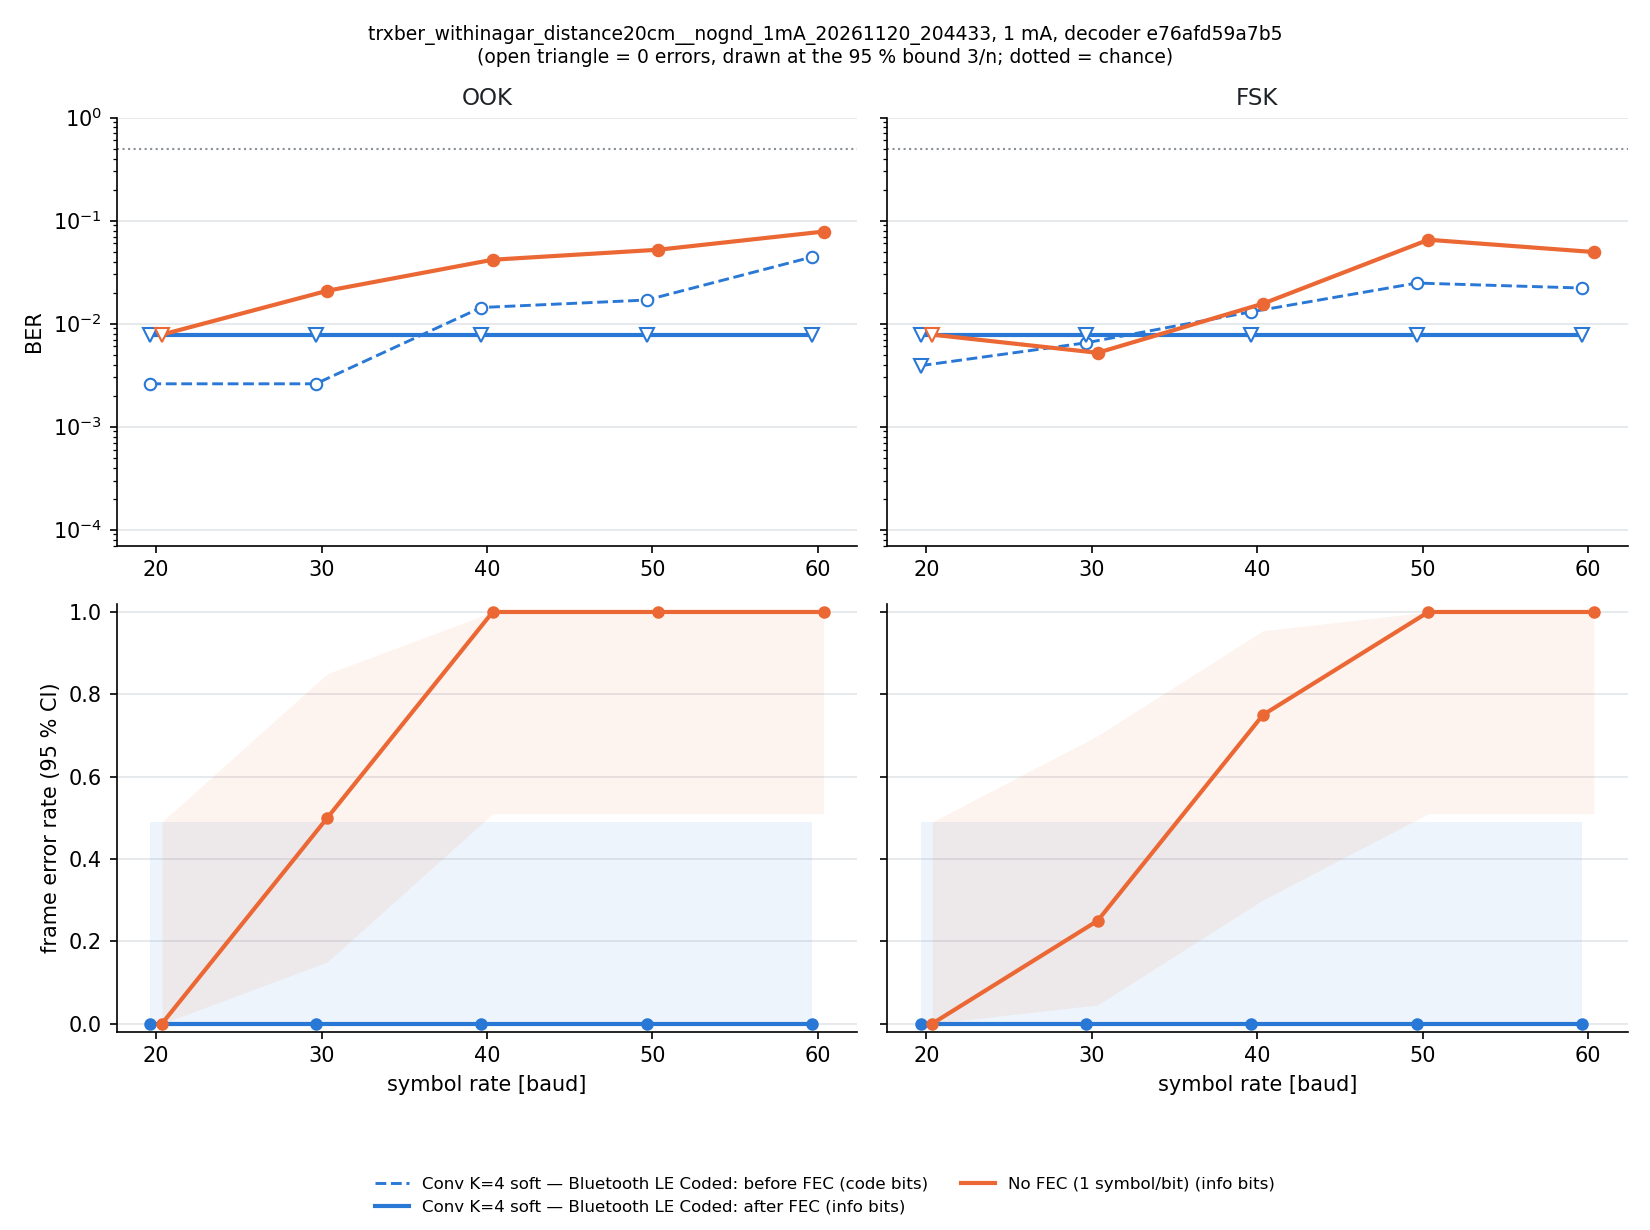 trxber_withinagar_distance20cm__nognd_1mA_20261120_204433, 1 mA, decoder e76afd59a7b5
(open triangle = 0 errors, drawn at the 95 % bound 3/n; dotted = chance)
OOK
FSK
BER
10⁰
10⁻¹
10⁻²
10⁻³
10⁻⁴
20 30 40 50 60
20 30 40 50 60
frame error rate (95 % CI)
1.0
0.8
0.6
0.4
0.2
0.0
20 30 40 50 60
20 30 40 50 60
symbol rate [baud]
symbol rate [baud]
Conv K=4 soft — Bluetooth LE Coded: before FEC (code bits)
Conv K=4 soft — Bluetooth LE Coded: after FEC (info bits)
No FEC (1 symbol/bit) (info bits)